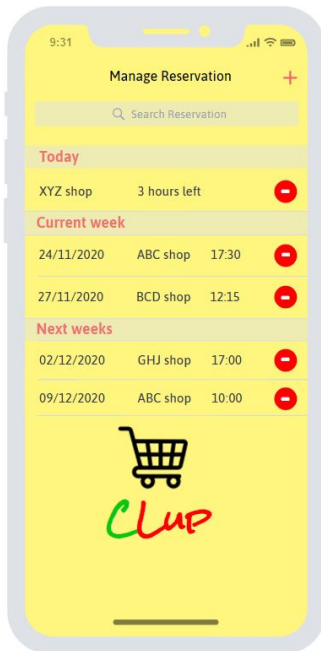 9:31
Manage Reservation
Search Reservation
Today
XYZ shop 3 hours left
Current week
24/11/2020 ABC shop 17:30
27/11/2020 BCD shop 12:15
Next weeks
02/12/2020 GHJ shop 17:00
09/12/2020 ABC shop 10:00
CLup